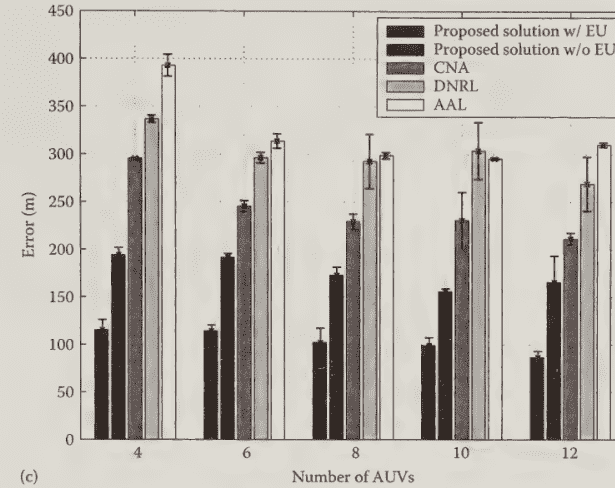 450
400
350
300
250
200
150
100
50
0
Error (m)
Proposed solution w/ EU
Proposed solution w/o EU
CNA
DNRL
AAL
4 6 8 10 12
(c) Number of AUVs